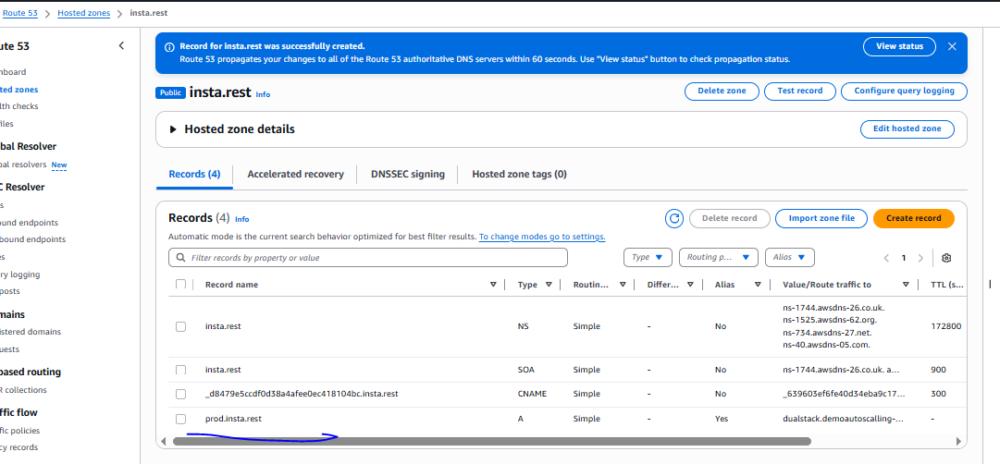 Route 53 > Hosted zones > insta.rest
ute 53
Record for insta.rest was successfully created.
Route 53 propagates your changes to all of the Route 53 authoritative DNS servers within 60 seconds. Use "View status" button to check propagation status.
View status
hboard
ted zones
lth checks
files
bal Resolver
bal resolvers New
C Resolver
s
ound endpoints
bound endpoints
es
ry logging
posts
mains
istered domains
uests
based routing
R collections
ffic flow
fic policies
cy records
Public insta.rest Info
Delete zone
Test record
Configure query logging
Hosted zone details
Edit hosted zone
Records (4)
Accelerated recovery
DNSSEC signing
Hosted zone tags (0)
Records (4) Info
Delete record
Import zone file
Create record
Automatic mode is the current search behavior optimized for best filter results. To change modes go to settings.
Filter records by property or value
Type
Routing p...
Alias
1
Record name Type Routin... Differ... Alias Value/Route traffic to TTL (s...
ns-1744.awsdns-26.co.uk.
ns-1525.awsdns-62.org.
insta.rest NS Simple - No 172800
ns-734.awsdns-27.net.
ns-40.awsdns-05.com.
insta.rest SOA Simple - No ns-1744.awsdns-26.co.uk. a... 900
_d8479e5ccdf0d38a4afee0ec418104bc.insta.rest CNAME Simple - No _639603ef6fe40d34eba9c17... 300
prod.insta.rest A Simple - Yes dualstack.demoautoscalling-... -